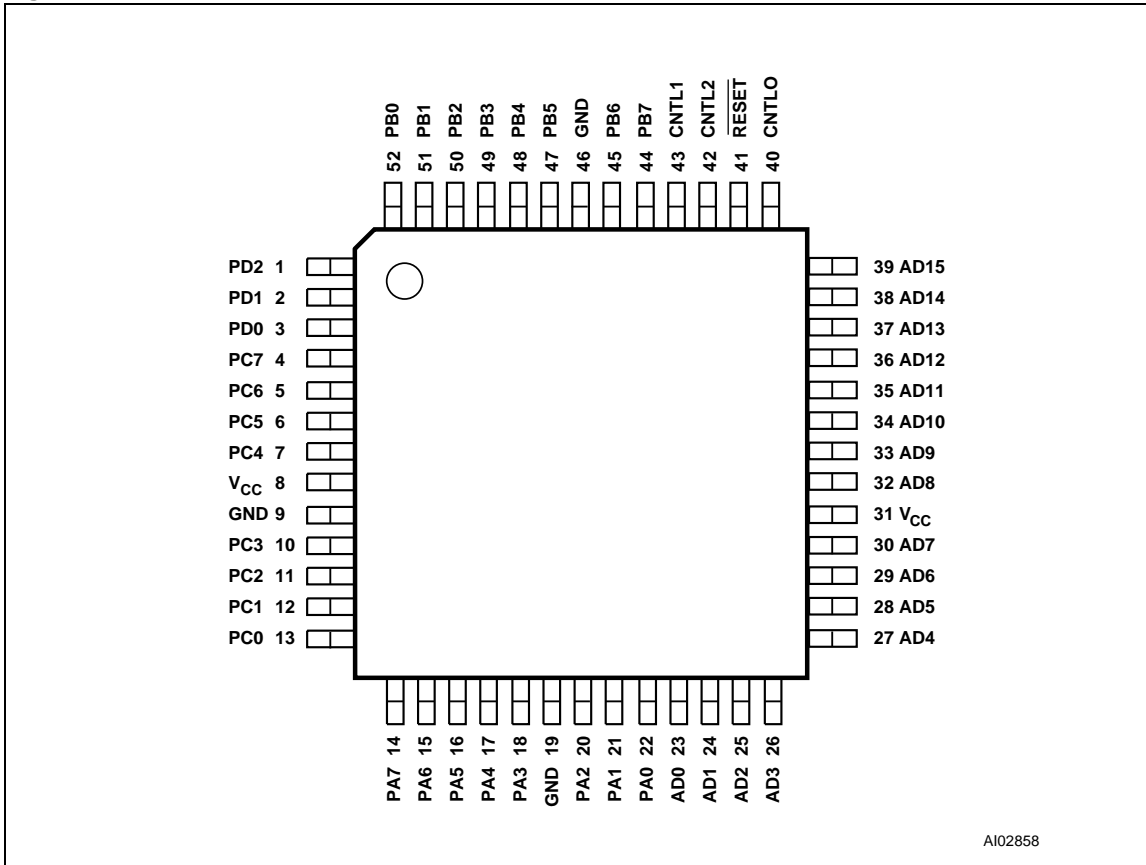 52 PB0
51 PB1
50 PB2
49 PB3
48 PB4
47 PB5
46 GND
45 PB6
44 PB7
43 CNTL1
42 CNTL2
41 RESET
40 CNTLO
PD2 1
PD1 2
PD0 3
PC7 4
PC6 5
PC5 6
PC4 7
VCC 8
GND 9
PC3 10
PC2 11
PC1 12
PC0 13
39 AD15
38 AD14
37 AD13
36 AD12
35 AD11
34 AD10
33 AD9
32 AD8
31 VCC
30 AD7
29 AD6
28 AD5
27 AD4
PA7 14
PA6 15
PA5 16
PA4 17
PA3 18
GND 19
PA2 20
PA1 21
PA0 22
AD0 23
AD1 24
AD2 25
AD3 26
AI02858